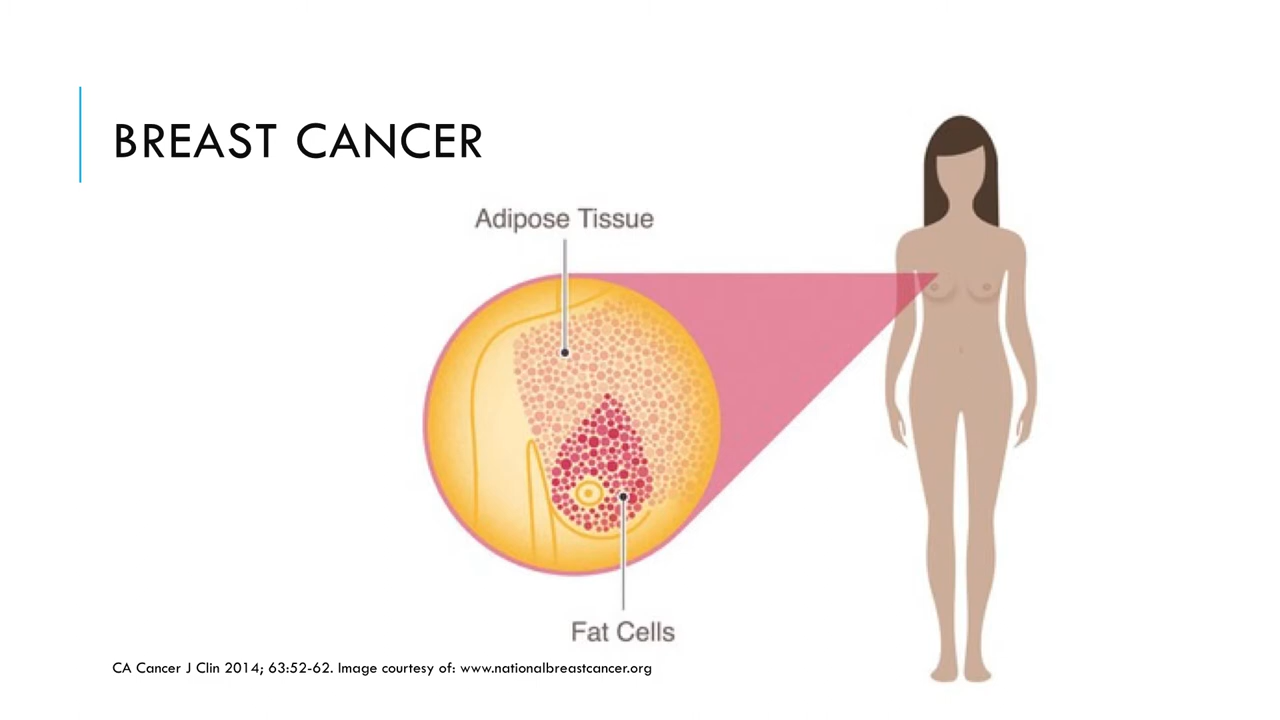 BREAST CANCER
Adipose Tissue
Fat Cells
CA Cancer J Clin 2014; 63:52-62. Image courtesy of: www.nationalbreastcancer.org